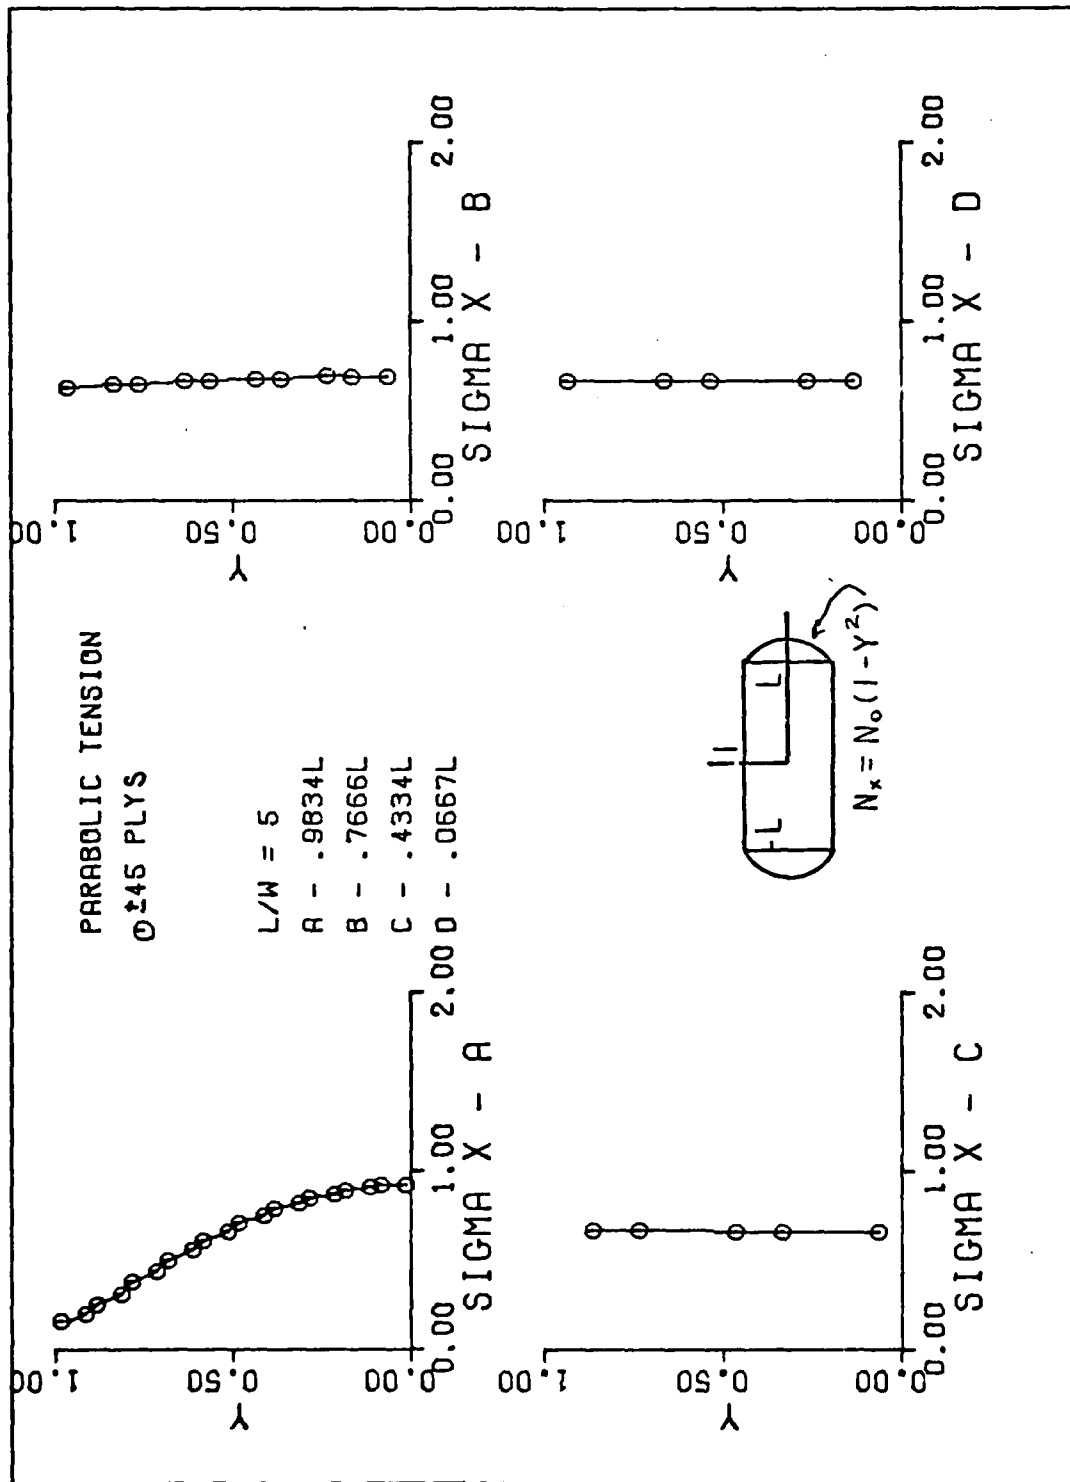 PARABOLIC TENSION
⊙ ±45 PLYS
L/W = 5
A - .9834L
B - .7666L
C - .4334L
D - .0667L
1.00
0.50
0.00
Y
0.00 1.00 2.00
SIGMA X - A
1.00
0.50
0.00
Y
0.00 1.00 2.00
SIGMA X - B
1.00
0.50
0.00
Y
0.00 1.00 2.00
SIGMA X - C
-L
L
Nx = No(1-Y²)
1.00
0.50
0.00
Y
0.00 1.00 2.00
SIGMA X - D